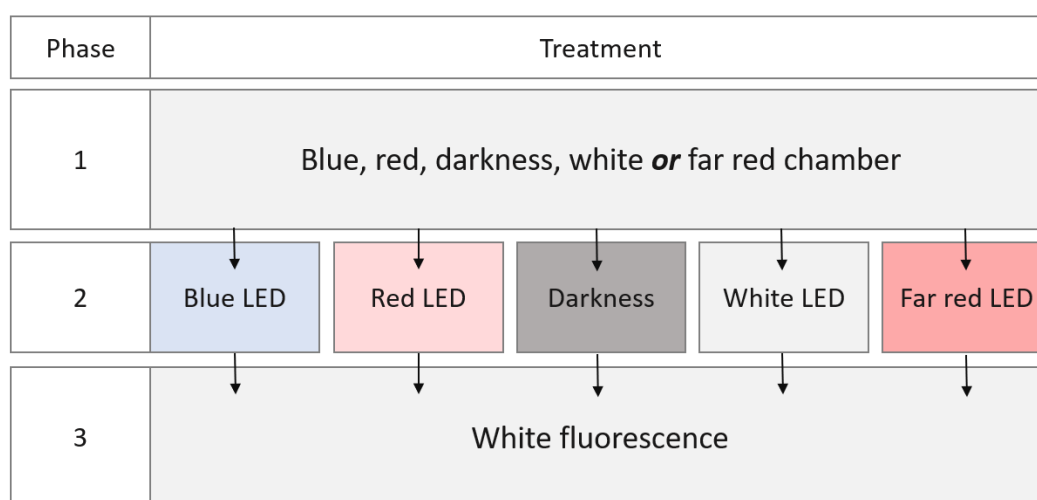 Phase
Treatment
1
Blue, red, darkness, white or far red chamber
2
Blue LED
Red LED
Darkness
White LED
Far red LED
3
White fluorescence